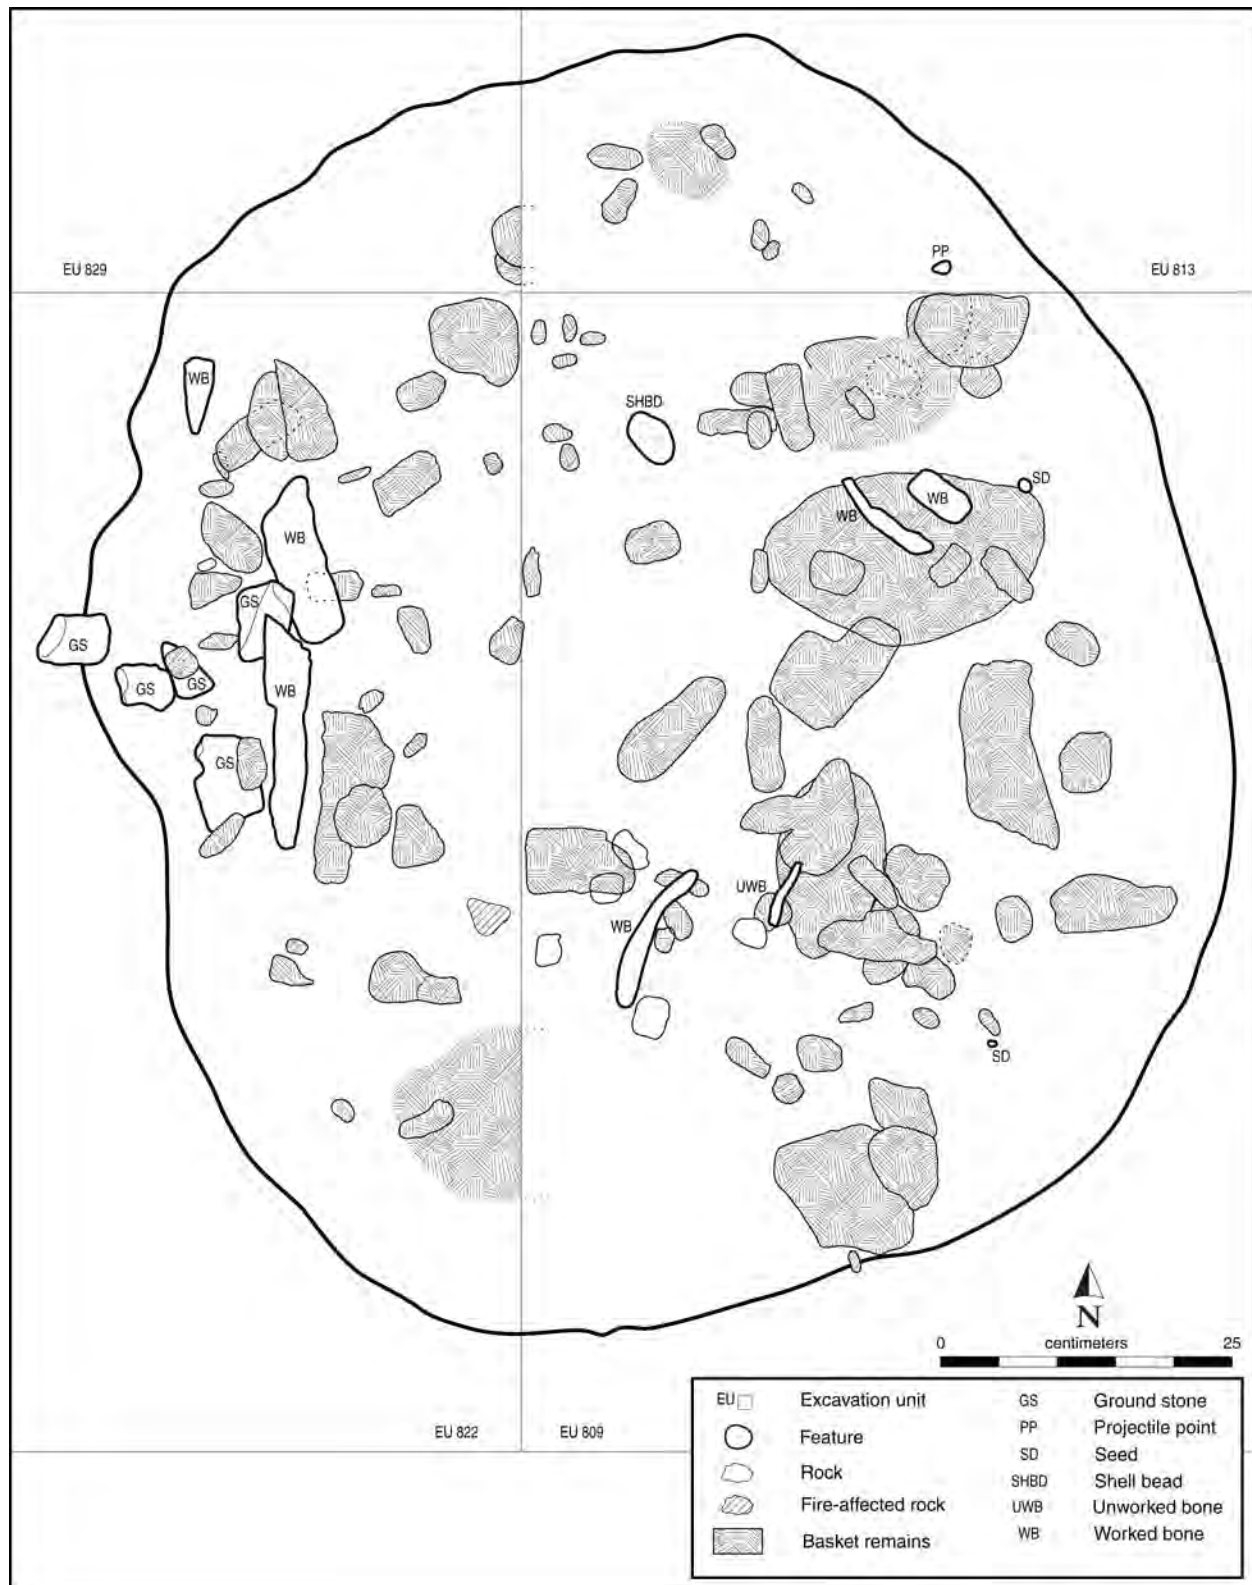 PP
EU 829
EU 813
WB
SHBD
SD
WB
WB
WB
GS
GS
GS
GS
WB
GS
UWB
WB
SD
N
0 centimeters 25
EU 822
EU 809
EU Excavation unit
Feature
Rock
Fire-affected rock
Basket remains
GS Ground stone
PP Projectile point
SD Seed
SHBD Shell bead
UWB Unworked bone
WB Worked bone